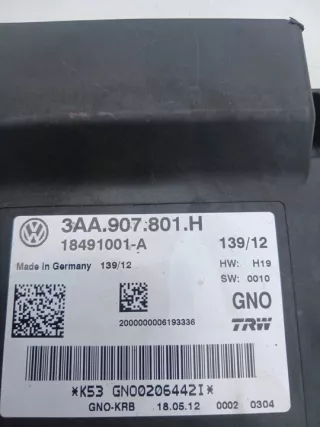 3AA.907.801.H
18491001-A 139/12
Made in Germany 139/12 HW: H19
SW: 0010
GNO
2000000006193336
TRW
*K53 GNO0206442I*
GNO-KRB 18.05.12 0002 0304